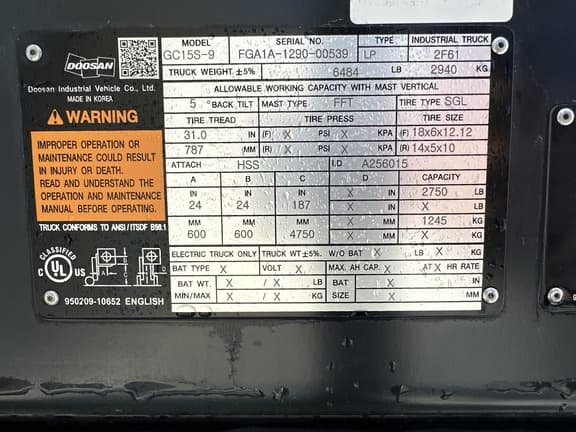 DOOSAN
Doosan Industrial Vehicle Co., Ltd.
MADE IN KOREA
WARNING
IMPROPER OPERATION OR
MAINTENANCE COULD RESULT
IN INJURY OR DEATH.
READ AND UNDERSTAND THE
OPERATION AND MAINTENANCE
MANUAL BEFORE OPERATING.
TRUCK CONFORMS TO ANSI/ITSDF B56.1
CLASSIFIED
C UL US
950209-10652 ENGLISH
MODEL SERIAL NO. TYPE INDUSTRIAL TRUCK
GC15S-9 FGA1A-1290-00539 LP 2F61
TRUCK WEIGHT ±5% 6484 LB 2940 KG
ALLOWABLE WORKING CAPACITY WITH MAST VERTICAL
5 ° BACK TILT MAST TYPE FFT TIRE TYPE SGL
TIRE TREAD TIRE PRESS TIRE SIZE
31.0 IN (F) X PSI X KPA (F) 18x6x12.12
787 MM (R) X PSI X KPA (R) 14x5x10
ATTACH HSS I.D A256015
A B C D CAPACITY
IN IN IN X IN 2750 LB
24 24 187 X
MM MM MM X MM 1245 KG
600 600 4750 X
ELECTRIC TRUCK ONLY TRUCK WT±5%. W/O BAT X LB X KG
BAT TYPE X VOLT X MAX. AH CAP. X AT X HR RATE
BAT WT. X / X LB BAT X IN
MIN/MAX X / X KG SIZE X MM